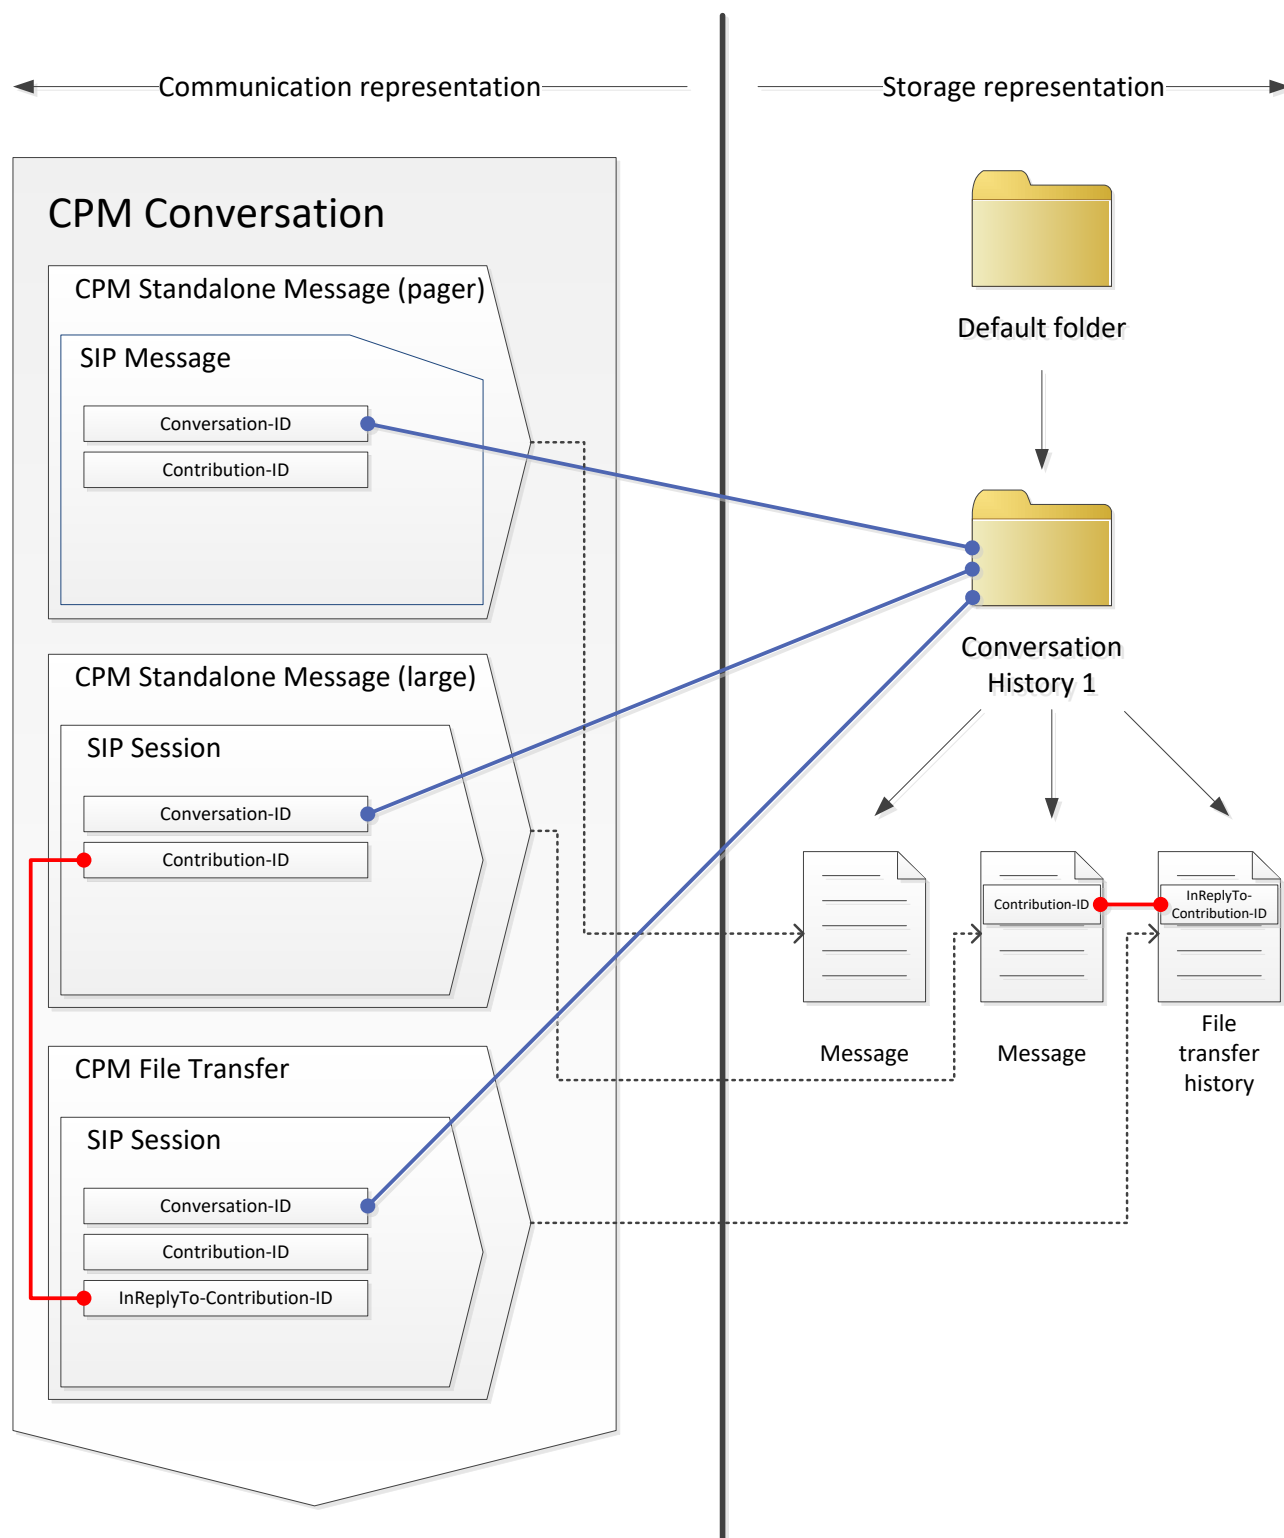 Communication representation
Storage representation
CPM Conversation
CPM Standalone Message (pager)
SIP Message
Conversation-ID
Contribution-ID
CPM Standalone Message (large)
SIP Session
Conversation-ID
Contribution-ID
CPM File Transfer
SIP Session
Conversation-ID
Contribution-ID
InReplyTo-Contribution-ID
Default folder
Conversation
History 1
Contribution-ID
InReplyTo-
Contribution-ID
Message
Message
File
transfer
history